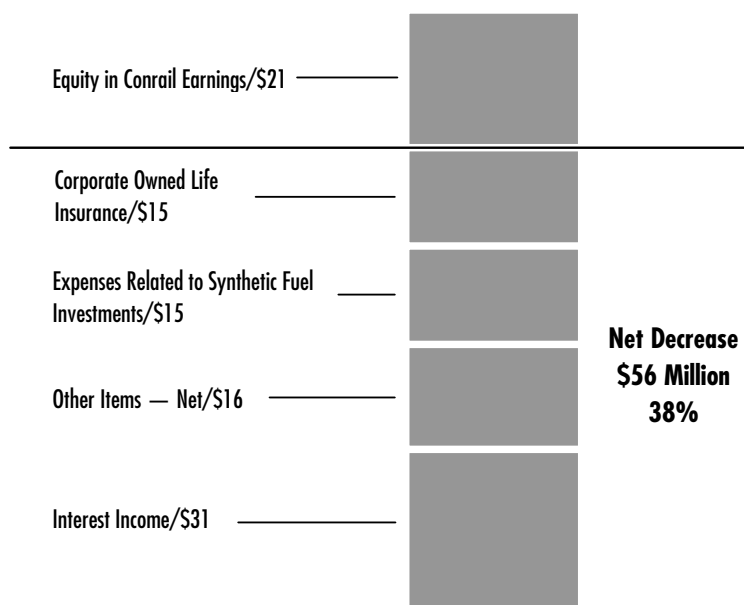 Equity in Conrail Earnings/$21
Corporate Owned Life
Insurance/$15
Expenses Related to Synthetic Fuel
Investments/$15
Other Items — Net/$16
Interest Income/$31
Net Decrease
$56 Million
38%